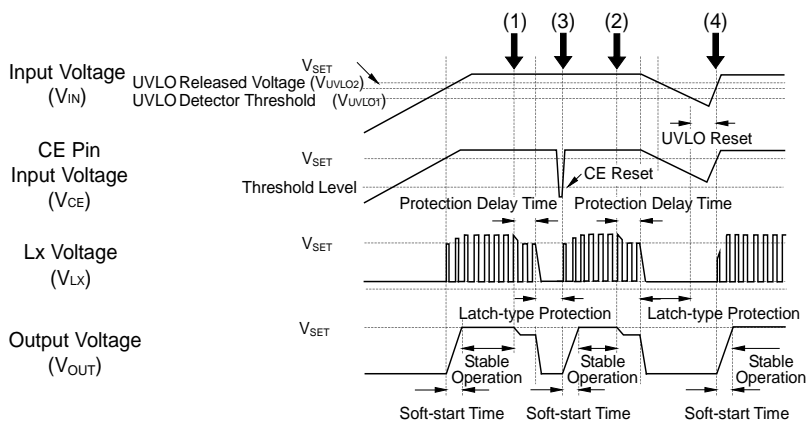 (1) (3) (2) (4)
VSET
Input Voltage
(VIN)
UVLO Released Voltage (VUVLO2)
UVLO Detector Threshold (VUVLO1)
UVLO Reset
CE Pin
Input Voltage
(VCE)
VSET
Threshold Level
CE Reset
Protection Delay Time Protection Delay Time
Lx Voltage
(VLX)
VSET
Latch-type Protection Latch-type Protection
Output Voltage
(VOUT)
VSET
Stable
Operation
Stable
Operation
Stable
Operation
Soft-start Time Soft-start Time Soft-start Time